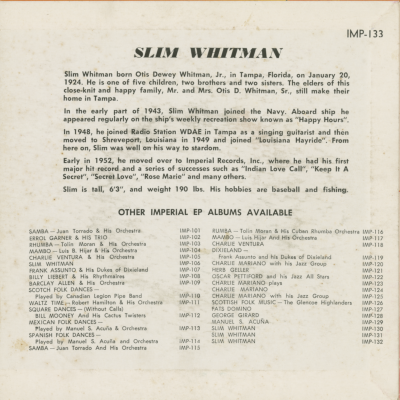 IMP-133
SLIM WHITMAN
Slim Whitman born Otis Dewey Whitman, Jr., in Tampa, Florida, on January 20,
1924. He is one of five children, two brothers and two sisters. The elders of this
close-knit and happy family, Mr. and Mrs. Otis D. Whitman, Sr., still make their
home in Tampa.
In the early part of 1943, Slim Whitman joined the Navy. Aboard ship he
appeared regularly on the ship's weekly recreation show known as "Happy Hours".
In 1948, he joined Radio Station WDAE in Tampa as a singing guitarist and then
moved to Shreveport, Louisiana in 1949 and joined "Louisiana Hayride". From
here on, Slim was well on his way to stardom.
Early in 1952, he moved over to Imperial Records, Inc., where he had his first
major hit record and a series of successes such as "Indian Love Call", "Keep It A
Secret", "Secret Love", "Rose Marie" and many others.
Slim is tall, 6'3", and weight 190 lbs. His hobbies are baseball and fishing.
OTHER IMPERIAL EP ALBUMS AVAILABLE
SAMBA—Juan Torrado & His Orchestra IMP-101
ERROL GARNER & HIS TRIO IMP-102
RHUMBA—Tolin Moran & His Orchestra IMP-103
MAMBO—Luis B. Hijar And His Orchestra IMP-104
CHARLIE VENTURA & His Orchestra IMP-105
SLIM WHITMAN IMP-106
FRANK ASSUNTO & His Dukes of Dixieland IMP-107
BILLY LIEBERT & His Rhythmaires IMP-108
BARCLAY ALLEN & His Orchestra IMP-109
SCOTCH FOLK DANCES—
Played by Canadian Legion Pipe Band IMP-110
WALTZ TIME—Robert Hamilton & His Orchestra IMP-111
SQUARE DANCES—(Without Calls)
BILL MOONEY And His Cactus Twisters IMP-112
MEXICAN FOLK DANCES—
Played by Manuel S. Acuña & Orchestra IMP-113
SPANISH FOLK DANCES—
Played by Manuel S. Acuña and Orchestra IMP-114
SAMBA—Juan Torrado And His Orchestra IMP-115
RUMBA—Tolin Moran & His Cuban Rhumba Orchestra IMP-116
MAMBO—Luis Hijar And His Orchestra IMP-117
CHARLIE VENTURA IMP-118
DIXIELAND—
Frank Assunto and his Dukes of Dixieland IMP-119
CHARLIE MARIANO with his Jazz Group IMP-120
HERB GELLER IMP-121
OSCAR PETTIFORD and his Jazz All Stars IMP-122
CHARLIE MARIANO plays IMP-123
CHARLIE MARIANO IMP-124
CHARLIE MARIANO with his Jazz Group IMP-125
SCOTTISH FOLK MUSIC—The Glenrose Highlanders IMP-126
FATS DOMINO IMP-127
GEORGE GIRARD IMP-128
MANUEL S. ACUÑA IMP-129
SLIM WHITMAN IMP-130
SLIM WHITMAN IMP-131
SLIM WHITMAN IMP-132